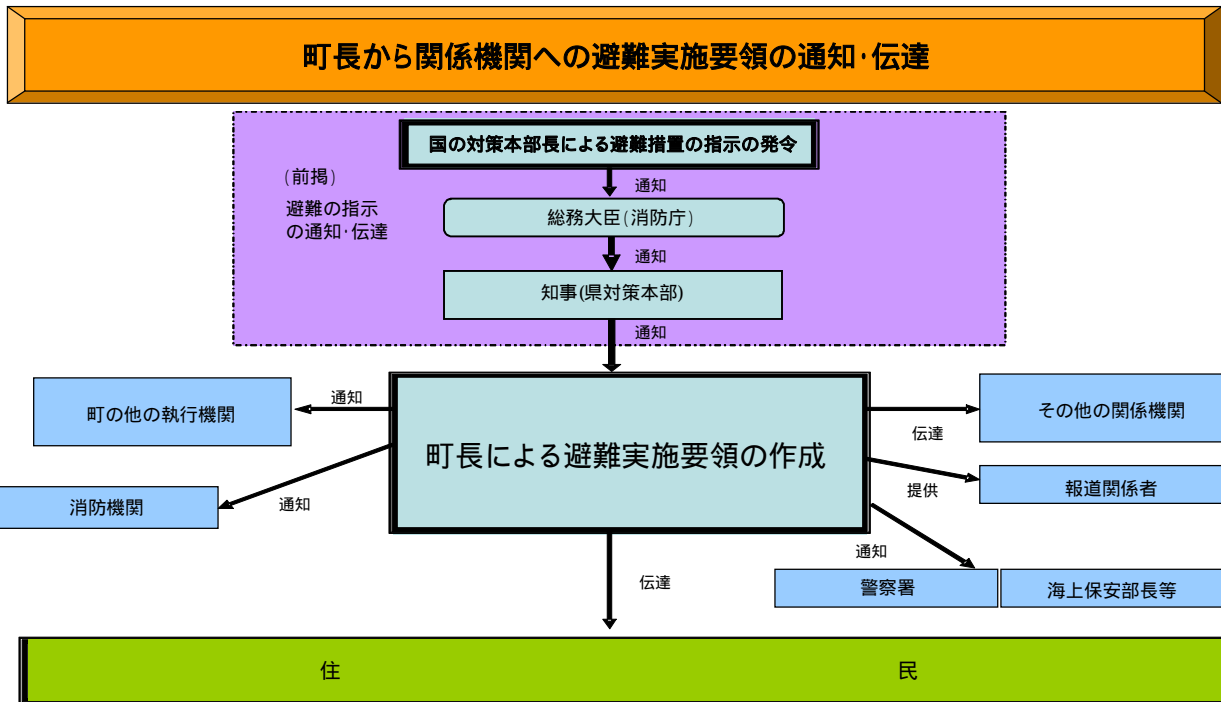 町長から関係機関への避難実施要領の通知･伝達
国の対策本部長による避難措置の指示の発令
(前掲)
避難の指示
の通知･伝達
通知
総務大臣(消防庁)
通知
知事(県対策本部)
通知
町の他の執行機関
通知
町長による避難実施要領の作成
その他の関係機関
伝達
消防機関
通知
提供
報道関係者
通知
警察署
海上保安部長等
伝達
住 民